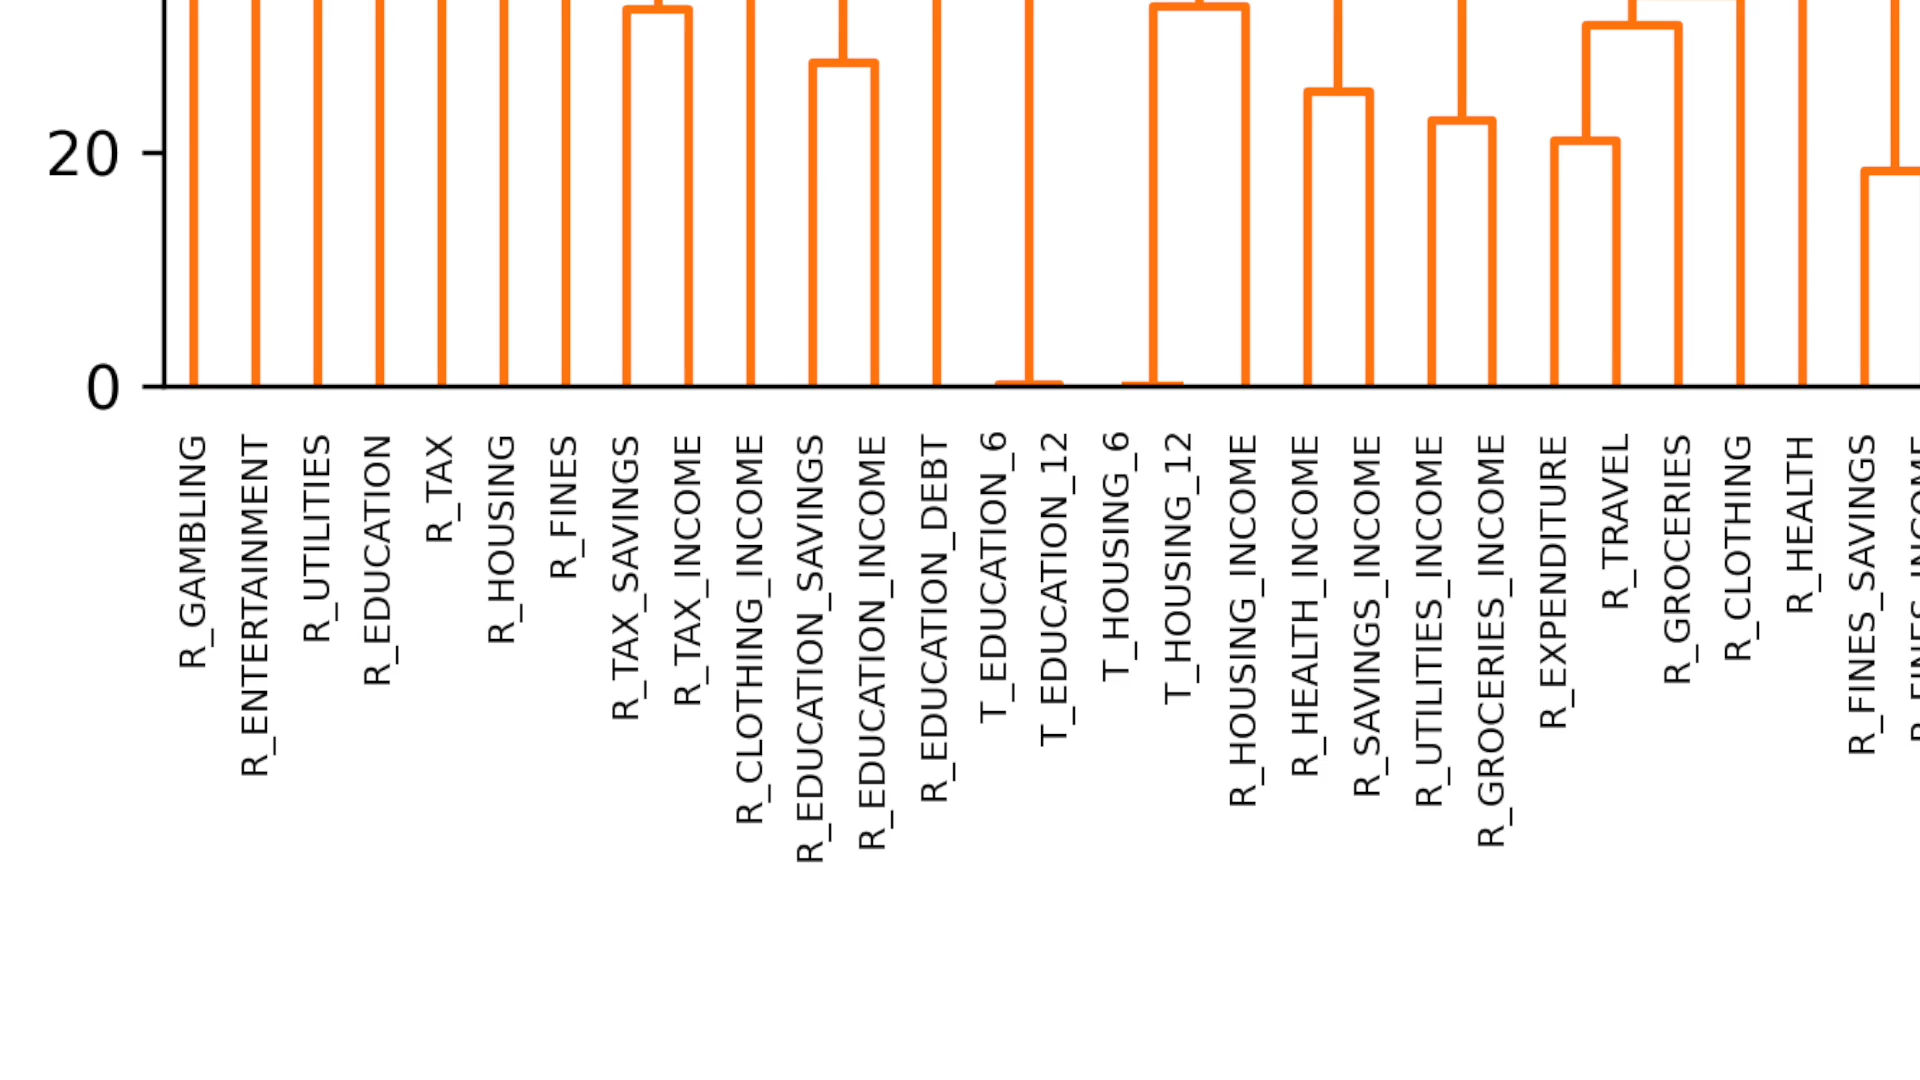 20
0
R_GAMBLING
R_ENTERTAINMENT
R_UTILITIES
R_EDUCATION
R_TAX
R_HOUSING
R_FINES
R_TAX_SAVINGS
R_TAX_INCOME
R_CLOTHING_INCOME
R_EDUCATION_SAVINGS
R_EDUCATION_INCOME
R_EDUCATION_DEBT
T_EDUCATION_6
T_EDUCATION_12
T_HOUSING_6
T_HOUSING_12
R_HOUSING_INCOME
R_HEALTH_INCOME
R_SAVINGS_INCOME
R_UTILITIES_INCOME
R_GROCERIES_INCOME
R_EXPENDITURE
R_TRAVEL
R_GROCERIES
R_CLOTHING
R_HEALTH
R_FINES_SAVINGS